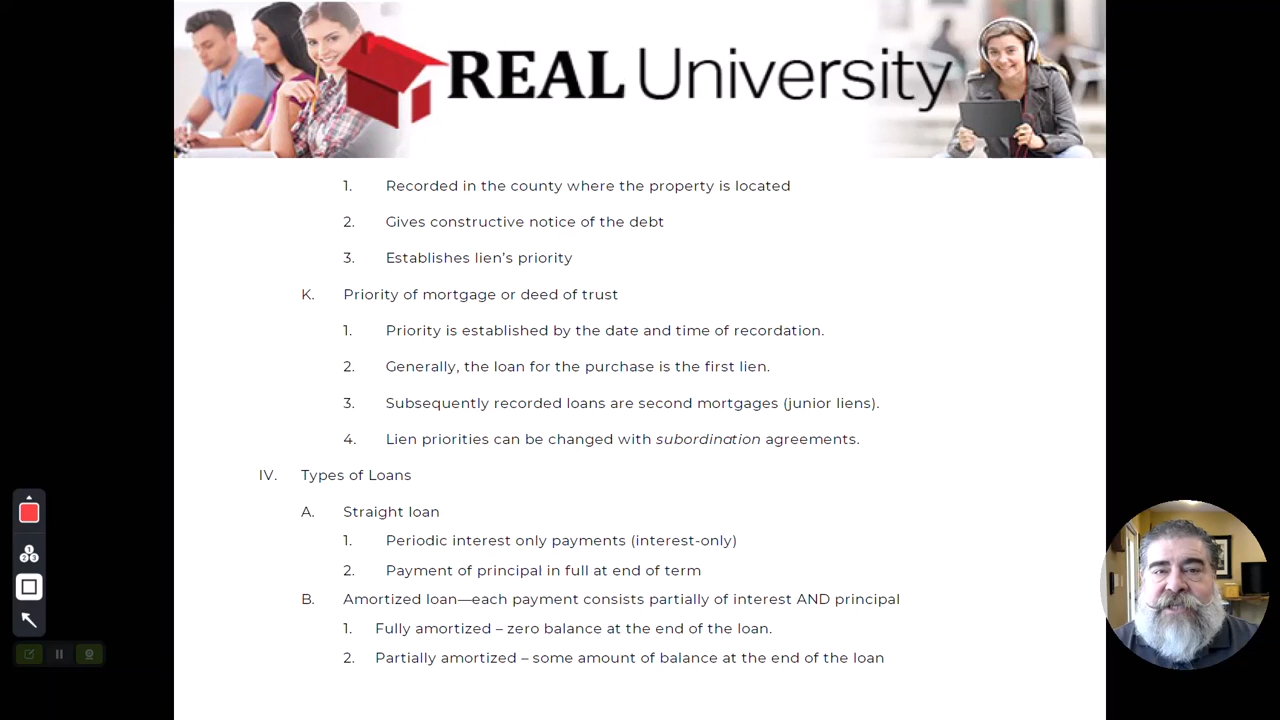 REAL University
1. Recorded in the county where the property is located
2. Gives constructive notice of the debt
3. Establishes lien’s priority
K. Priority of mortgage or deed of trust
1. Priority is established by the date and time of recordation.
2. Generally, the loan for the purchase is the first lien.
3. Subsequently recorded loans are second mortgages (junior liens).
4. Lien priorities can be changed with subordination agreements.
IV. Types of Loans
A. Straight loan
1. Periodic interest only payments (interest-only)
2. Payment of principal in full at end of term
B. Amortized loan—each payment consists partially of interest AND principal
1. Fully amortized – zero balance at the end of the loan.
2. Partially amortized – some amount of balance at the end of the loan